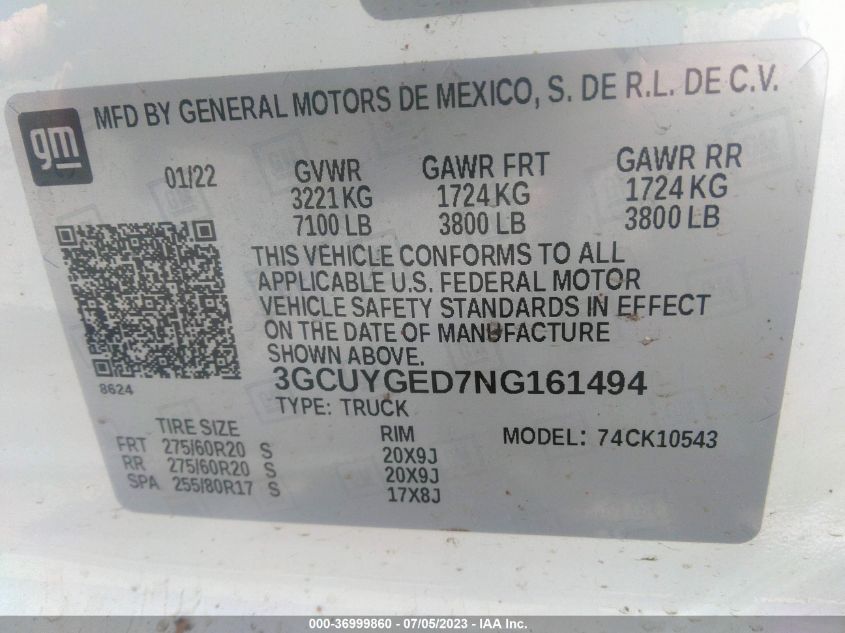 gm
MFD BY GENERAL MOTORS DE MEXICO, S. DE R.L. DE C.V.
01/22 GVWR GAWR FRT GAWR RR
3221 KG 1724 KG 1724 KG
7100 LB 3800 LB 3800 LB
THIS VEHICLE CONFORMS TO ALL
APPLICABLE U.S. FEDERAL MOTOR
VEHICLE SAFETY STANDARDS IN EFFECT
ON THE DATE OF MANUFACTURE
SHOWN ABOVE.
8624
3GCUYGED7NG161494
TYPE: TRUCK
TIRE SIZE RIM MODEL: 74CK10543
FRT 275/60R20 S 20X9J
RR 275/60R20 S 20X9J
SPA 255/80R17 S 17X8J
000-36999860 - 07/05/2023 - IAA Inc.